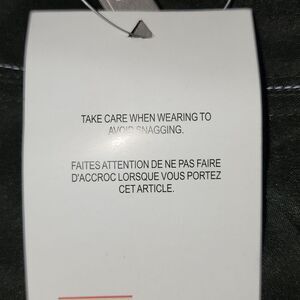 TAKE CARE WHEN WEARING TO
AVOID SNAGGING.
FAITES ATTENTION DE NE PAS FAIRE
D'ACCROC LORSQUE VOUS PORTEZ
CET ARTICLE.